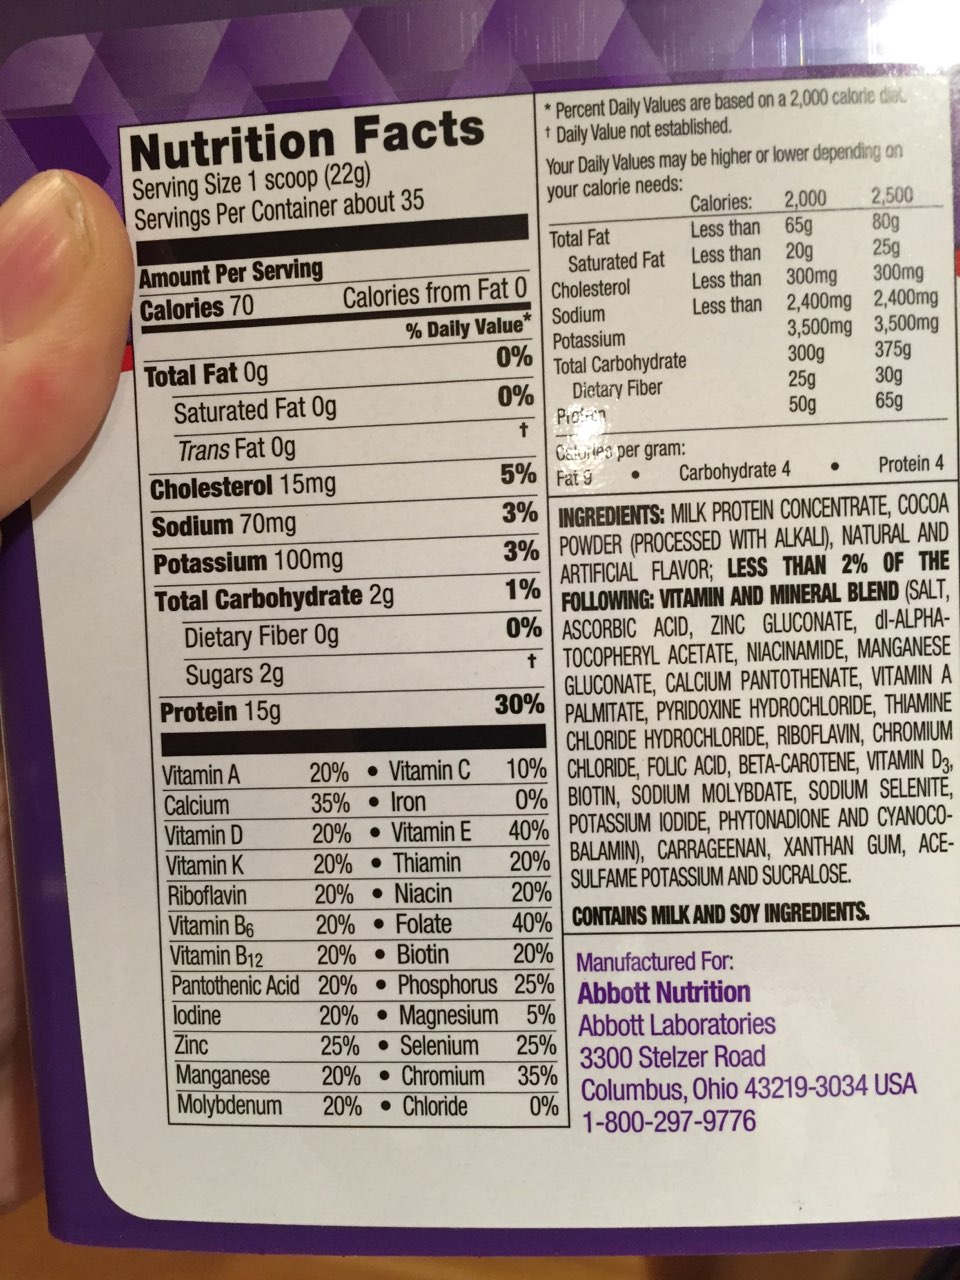 Nutrition Facts
Serving Size 1 scoop (22g)
Servings Per Container about 35
Amount Per Serving
Calories 70 Calories from Fat 0
% Daily Value*
Total Fat 0g 0%
Saturated Fat 0g 0%
Trans Fat 0g †
Cholesterol 15mg 5%
Sodium 70mg 3%
Potassium 100mg 3%
Total Carbohydrate 2g 1%
Dietary Fiber 0g 0%
Sugars 2g †
Protein 15g 30%
Vitamin A 20% • Vitamin C 10%
Calcium 35% • Iron 0%
Vitamin D 20% • Vitamin E 40%
Vitamin K 20% • Thiamin 20%
Riboflavin 20% • Niacin 20%
Vitamin B6 20% • Folate 40%
Vitamin B12 20% • Biotin 20%
Pantothenic Acid 20% • Phosphorus 25%
Iodine 20% • Magnesium 5%
Zinc 25% • Selenium 25%
Manganese 20% • Chromium 35%
Molybdenum 20% • Chloride 0%
* Percent Daily Values are based on a 2,000 calorie diet.
† Daily Value not established.
Your Daily Values may be higher or lower depending on
your calorie needs:
Calories: 2,000 2,500
Total Fat Less than 65g 80g
Saturated Fat Less than 20g 25g
Cholesterol Less than 300mg 300mg
Sodium Less than 2,400mg 2,400mg
Potassium 3,500mg 3,500mg
Total Carbohydrate 300g 375g
Dietary Fiber 25g 30g
Protein 50g 65g
Calories per gram:
Fat 9 • Carbohydrate 4 • Protein 4
INGREDIENTS: MILK PROTEIN CONCENTRATE, COCOA
POWDER (PROCESSED WITH ALKALI), NATURAL AND
ARTIFICIAL FLAVOR; LESS THAN 2% OF THE
FOLLOWING: VITAMIN AND MINERAL BLEND (SALT,
ASCORBIC ACID, ZINC GLUCONATE, dl-ALPHA-
TOCOPHERYL ACETATE, NIACINAMIDE, MANGANESE
GLUCONATE, CALCIUM PANTOTHENATE, VITAMIN A
PALMITATE, PYRIDOXINE HYDROCHLORIDE, THIAMINE
CHLORIDE HYDROCHLORIDE, RIBOFLAVIN, CHROMIUM
CHLORIDE, FOLIC ACID, BETA-CAROTENE, VITAMIN D3,
BIOTIN, SODIUM MOLYBDATE, SODIUM SELENITE,
POTASSIUM IODIDE, PHYTONADIONE AND CYANOCO-
BALAMIN), CARRAGEENAN, XANTHAN GUM, ACE-
SULFAME POTASSIUM AND SUCRALOSE.
CONTAINS MILK AND SOY INGREDIENTS.
Manufactured For:
Abbott Nutrition
Abbott Laboratories
3300 Stelzer Road
Columbus, Ohio 43219-3034 USA
1-800-297-9776